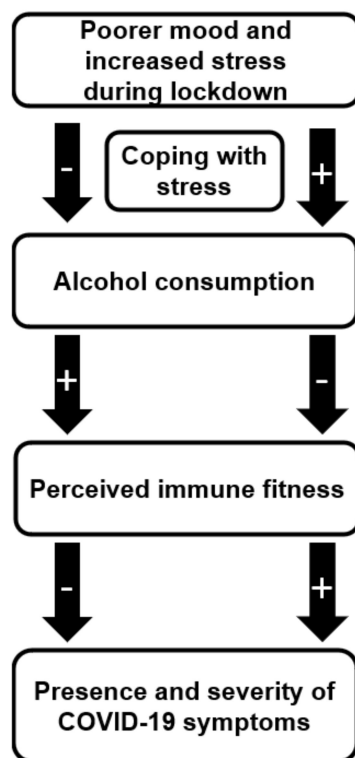 Poorer mood and
increased stress
during lockdown
-
Coping with
stress
+
Alcohol consumption
+
-
Perceived immune fitness
-
+
Presence and severity of
COVID-19 symptoms